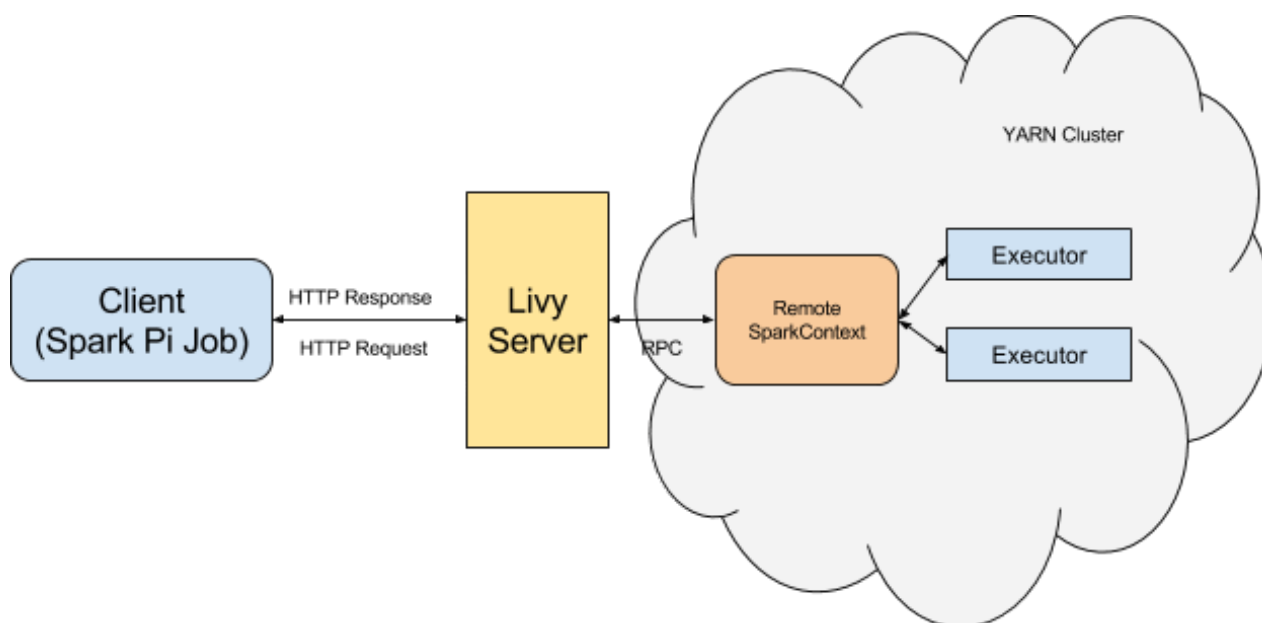 YARN Cluster
Client
(Spark Pi Job)
HTTP Response
HTTP Request
Livy
Server
RPC
Remote
SparkContext
Executor
Executor